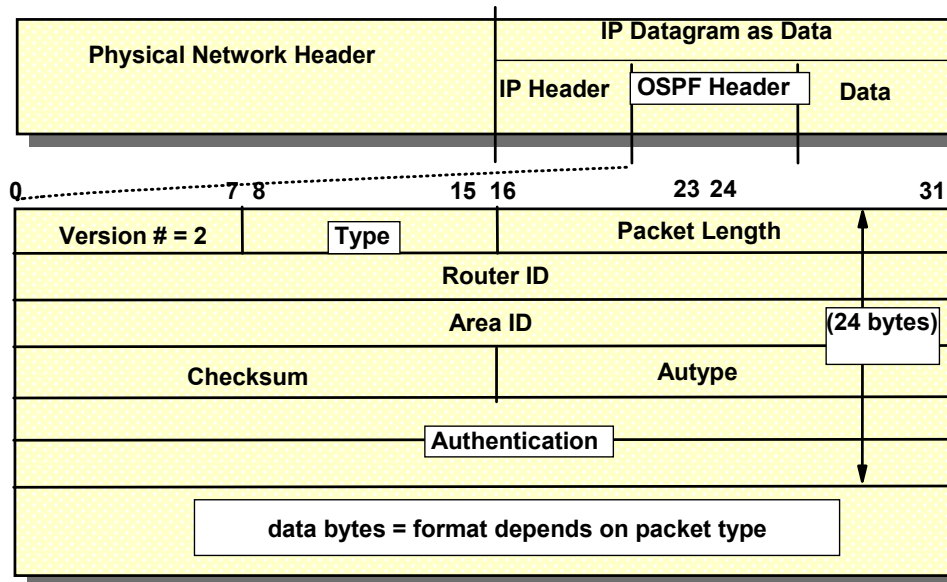 IP Datagram as Data
Physical Network Header
IP Header OSPF Header Data
0 7 8 15 16 23 24 31
Version # = 2 Type Packet Length
Router ID
Area ID
(24 bytes)
Checksum Autype
Authentication
data bytes = format depends on packet type